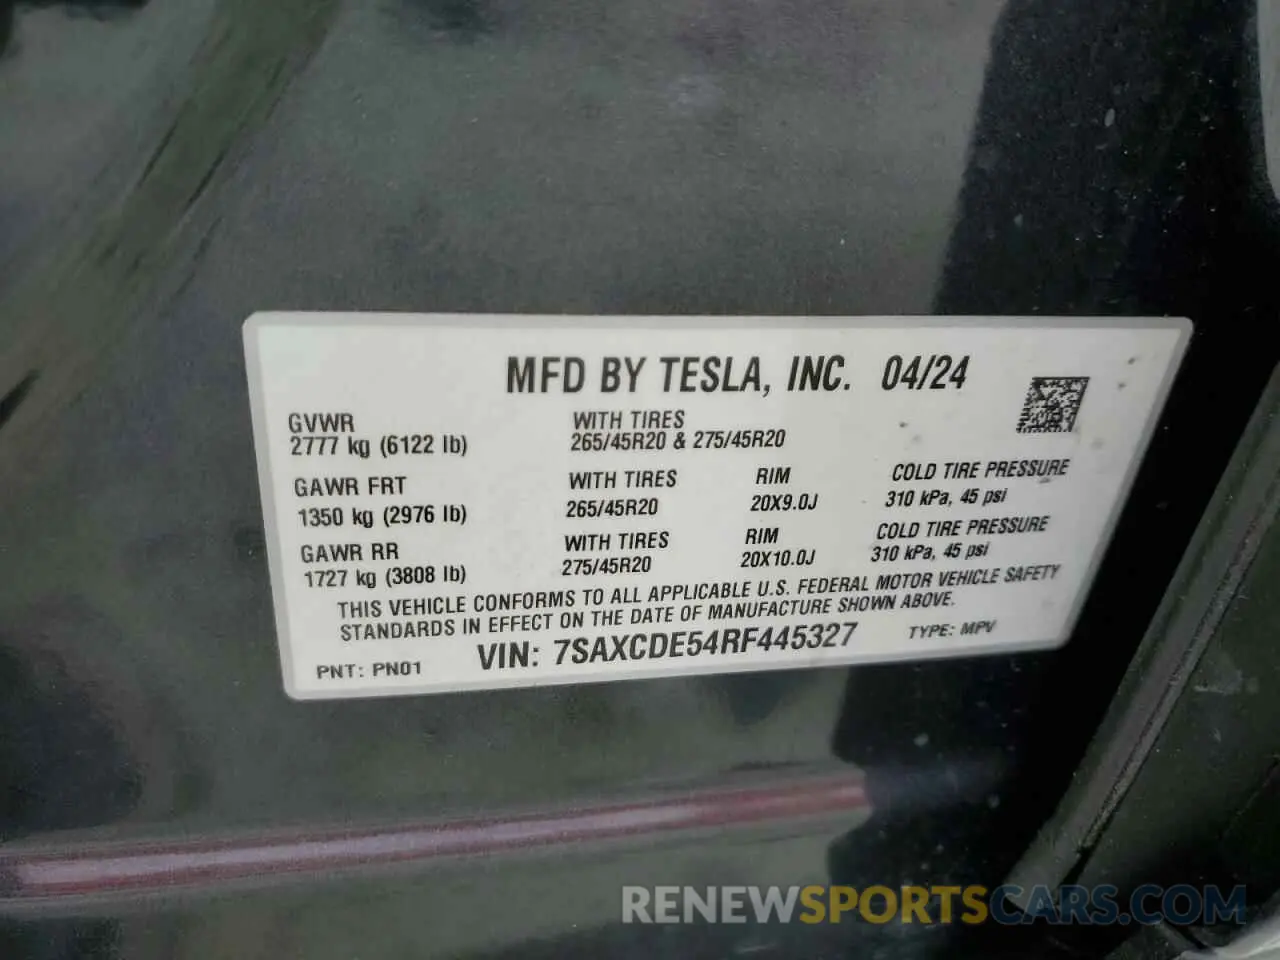 MFD BY TESLA, INC. 04/24
GVWR
2777 kg (6122 lb)
WITH TIRES
265/45R20 & 275/45R20
GAWR FRT
1350 kg (2976 lb)
WITH TIRES
265/45R20
RIM
20X9.0J
COLD TIRE PRESSURE
310 kPa, 45 psi
GAWR RR
1727 kg (3808 lb)
WITH TIRES
275/45R20
RIM
20X10.0J
COLD TIRE PRESSURE
310 kPa, 45 psi
THIS VEHICLE CONFORMS TO ALL APPLICABLE U.S. FEDERAL MOTOR VEHICLE SAFETY
STANDARDS IN EFFECT ON THE DATE OF MANUFACTURE SHOWN ABOVE.
PNT: PN01 VIN: 7SAXCDE54RF445327 TYPE: MPV
RENEWSPORTSCARS.COM